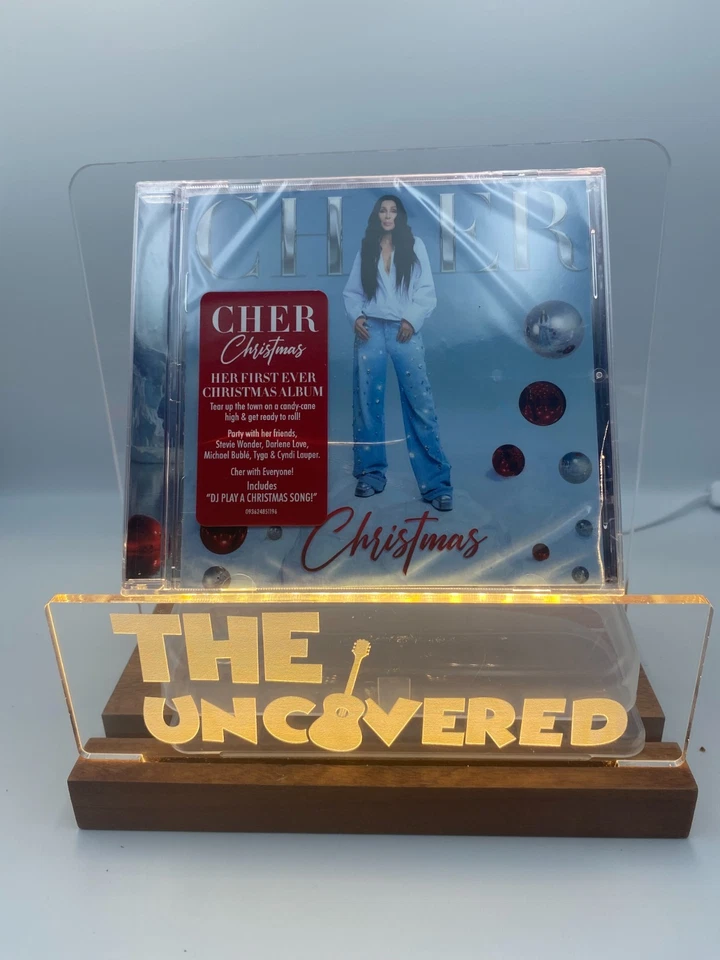 CHER
CHER
Christmas
HER FIRST EVER
CHRISTMAS ALBUM
Tear up the town on a candy-cane
high & get ready to roll!
Party with her friends,
Stevie Wonder, Darlene Love,
Michael Bublé, Tyga & Cyndi Lauper.
Cher with Everyone!
Includes
"DJ PLAY A CHRISTMAS SONG!"
Christmas
THE
UNCOVERED